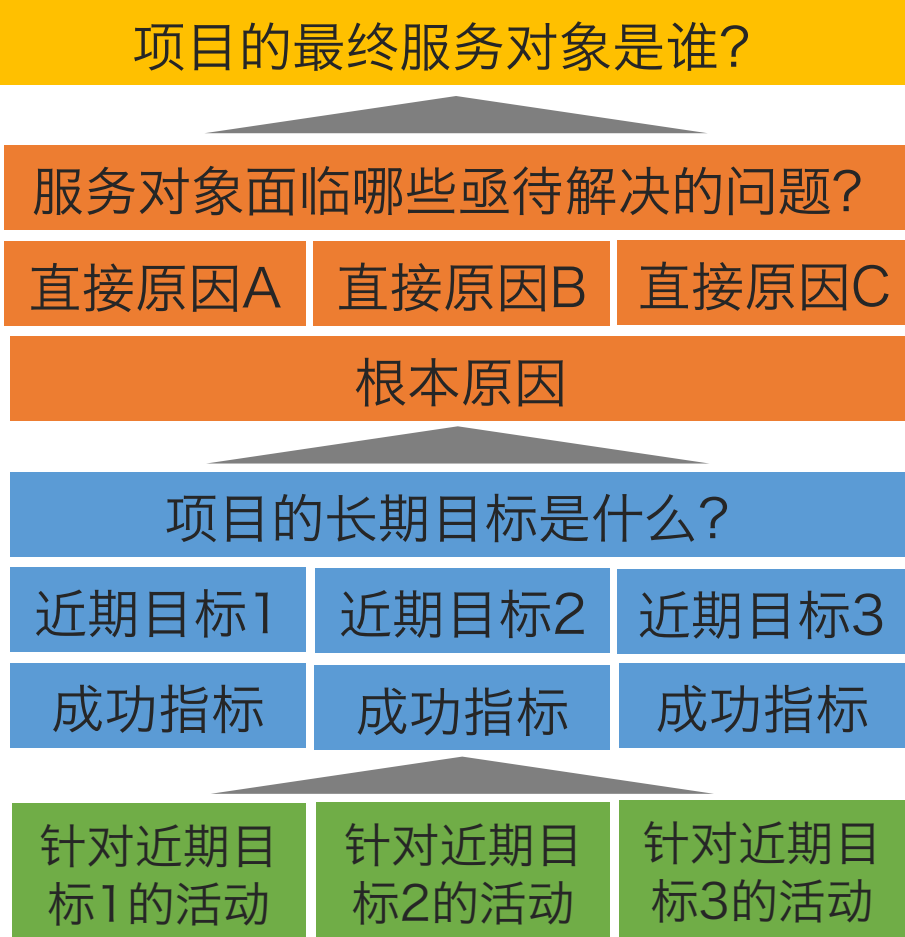 项目的最终服务对象是谁?
服务对象面临哪些亟待解决的问题?
直接原因A
直接原因B
直接原因C
根本原因
项目的长期目标是什么?
近期目标1
近期目标2
近期目标3
成功指标
成功指标
成功指标
针对近期目
标1的活动
针对近期目
标2的活动
针对近期目
标3的活动